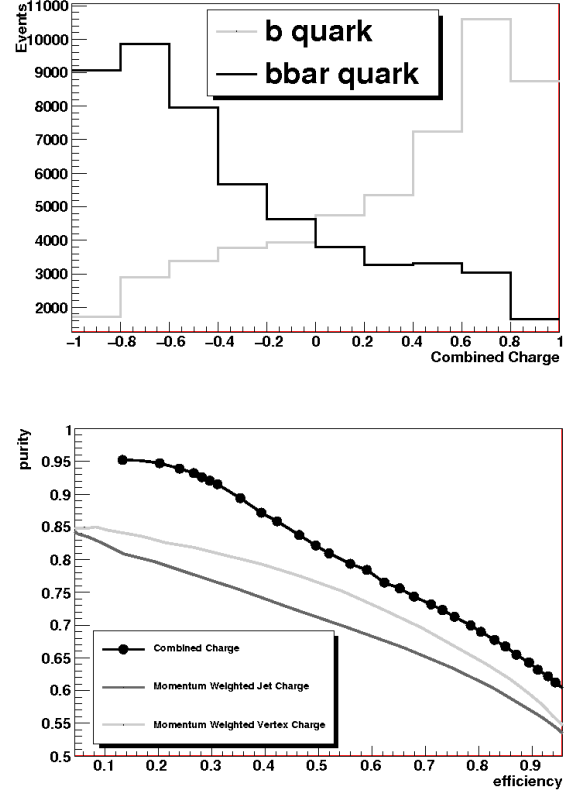 Events
11000
10000
9000
8000
7000
6000
5000
4000
3000
2000
b quark
bbar quark
−1 −0.8 −0.6 −0.4 −0.2 0 0.2 0.4 0.6 0.8 1
Combined Charge
purity
1
0.95
0.9
0.85
0.8
0.75
0.7
0.65
0.6
0.55
0.5
Combined Charge
Momentum Weighted Jet Charge
Momentum Weighted Vertex Charge
0.1 0.2 0.3 0.4 0.5 0.6 0.7 0.8 0.9
efficiency